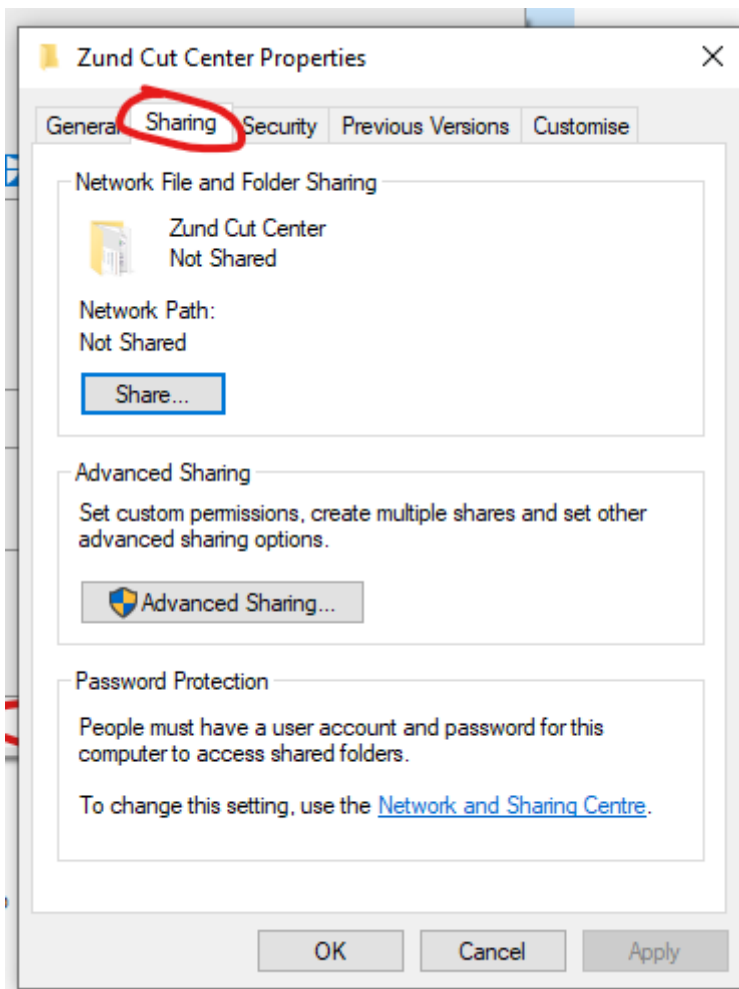 Zund Cut Center Properties
General Sharing Security Previous Versions Customise
Network File and Folder Sharing
Zund Cut Center
Not Shared
Network Path:
Not Shared
Share...
Advanced Sharing
Set custom permissions, create multiple shares and set other
advanced sharing options.
Advanced Sharing...
Password Protection
People must have a user account and password for this
computer to access shared folders.
To change this setting, use the Network and Sharing Centre.
OK Cancel Apply